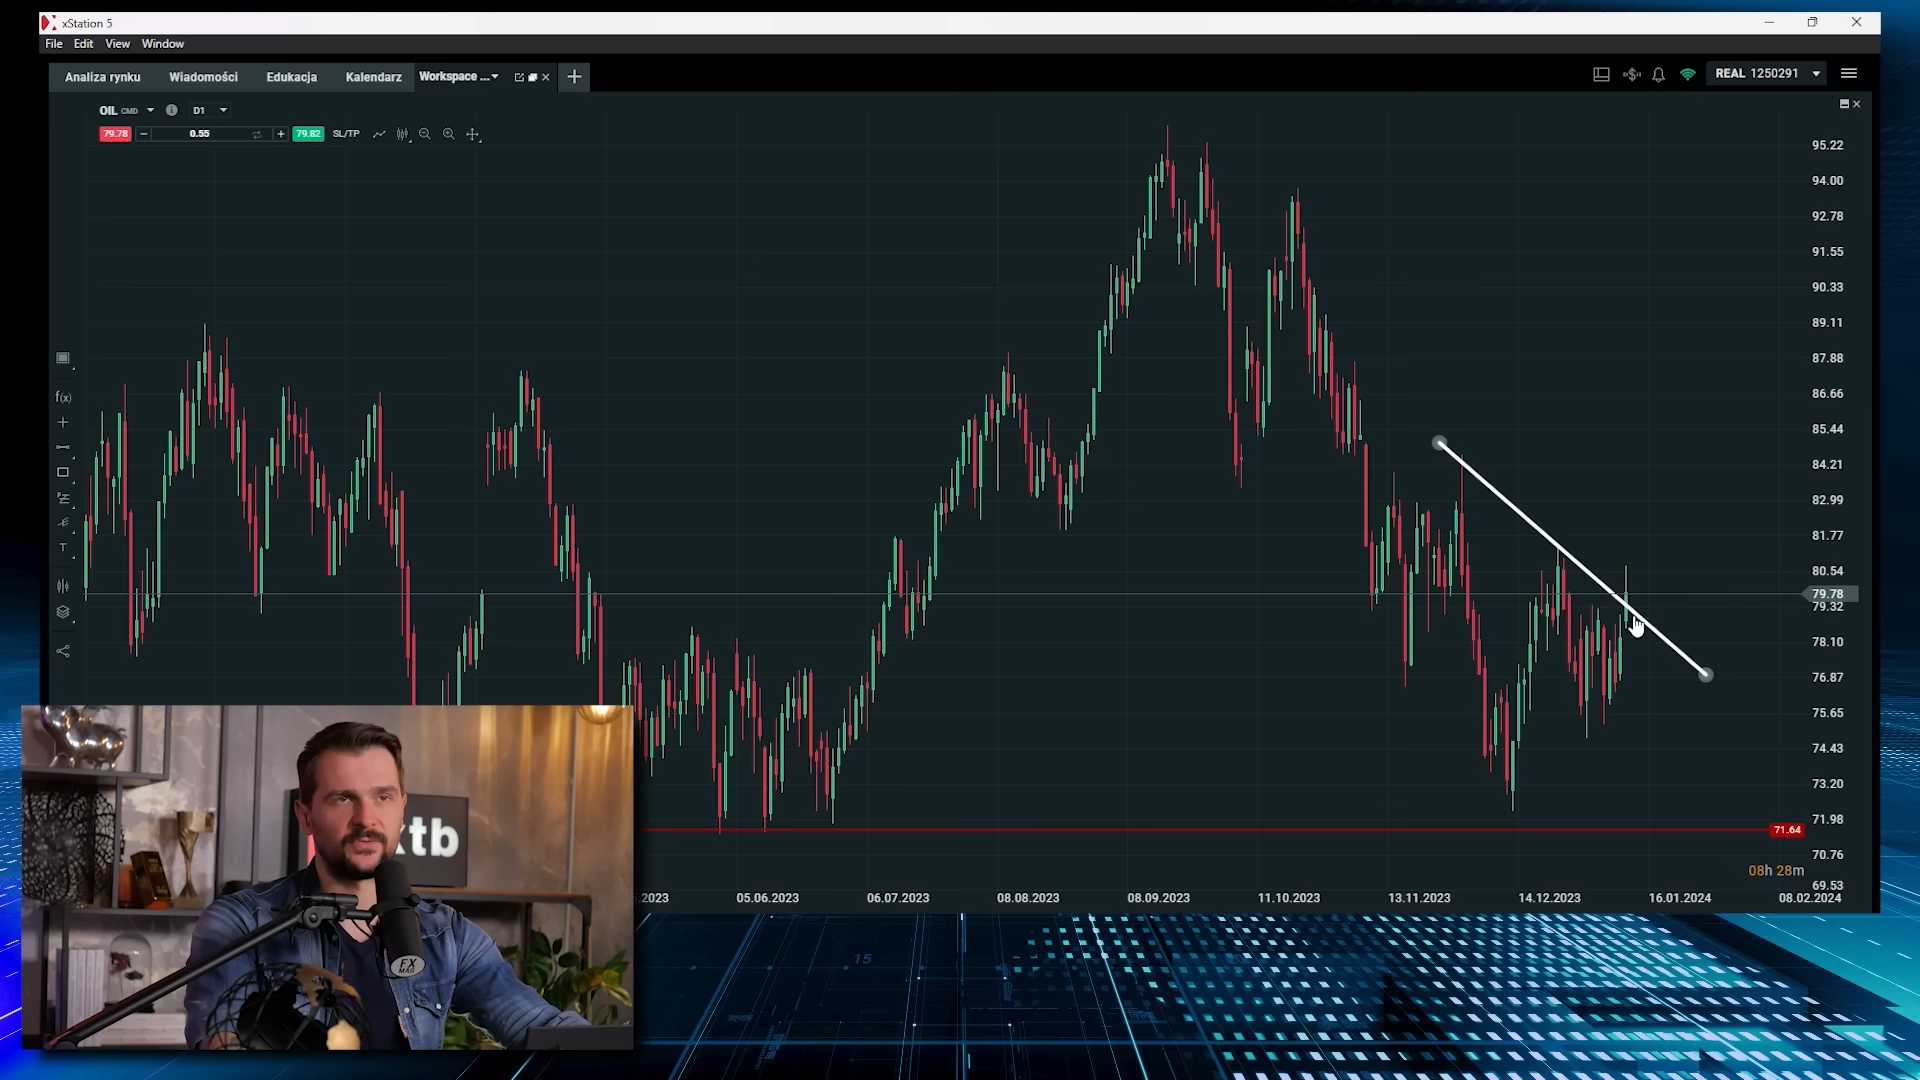 xStation 5
File Edit View Window
Analiza rynku Wiadomości Edukacja Kalendarz Workspace ...
REAL 1250291
OIL CMD D1
79.78 0.55 79.82 SL/TP
95.22
94.00
92.78
91.55
90.33
89.11
87.88
86.66
85.44
84.21
82.99
81.77
80.54
79.78
79.32
78.10
76.87
75.65
74.43
73.20
71.98
71.64
70.76
69.53
f(x)
T
08h 28m
.2023 05.06.2023 06.07.2023 08.08.2023 08.09.2023 11.10.2023 13.11.2023 14.12.2023 16.01.2024 08.02.2024
xtb
FX
MAG
15